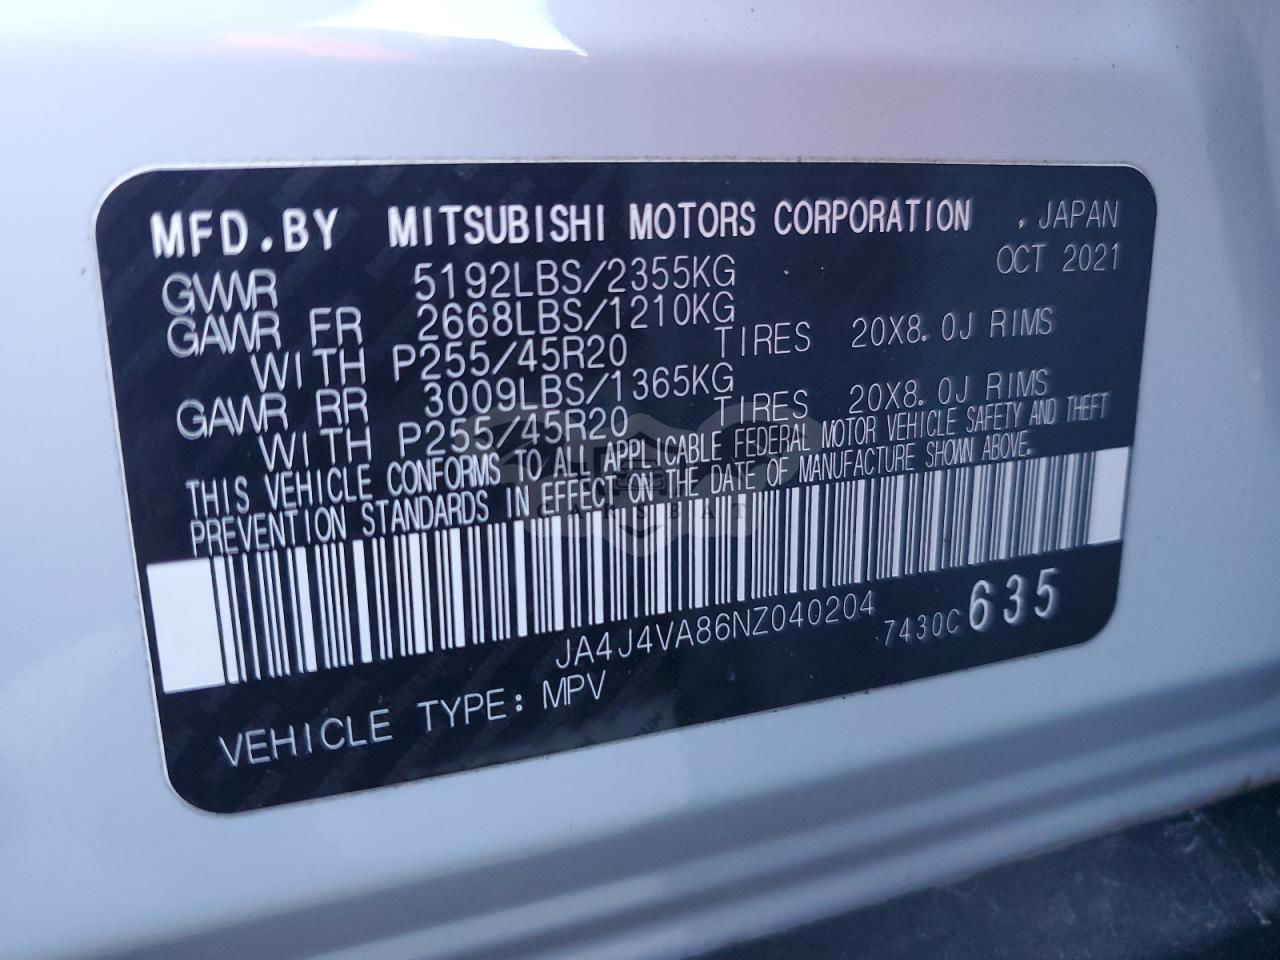 MFD.BY MITSUBISHI MOTORS CORPORATION , JAPAN
OCT 2021
GVWR 5192LBS/2355KG
GAWR FR 2668LBS/1210KG
WITH P255/45R20 TIRES 20X8.0J RIMS
GAWR RR 3009LBS/1365KG
WITH P255/45R20 TIRES 20X8.0J RIMS
THIS VEHICLE CONFORMS TO ALL APPLICABLE FEDERAL MOTOR VEHICLE SAFETY AND THEFT
PREVENTION STANDARDS IN EFFECT ON THE DATE OF MANUFACTURE SHOWN ABOVE.
JA4J4VA86NZ040204 7430C 635
VEHICLE TYPE: MPV